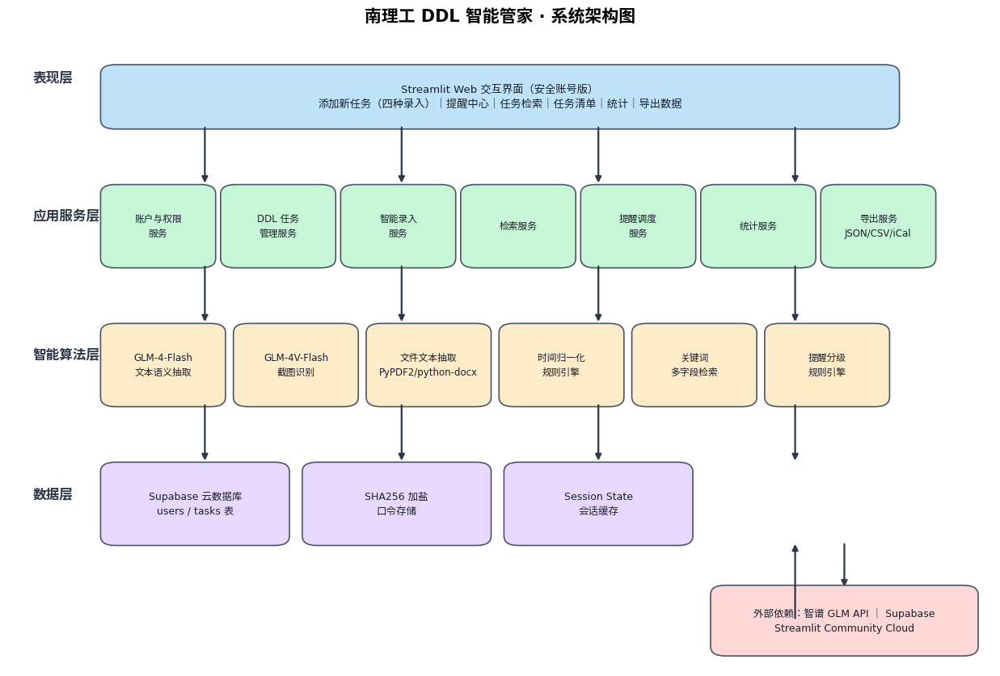 南理工 DDL 智能管家 · 系统架构图
表现层
Streamlit Web 交互界面（安全账号版）
添加新任务（四种录入）｜提醒中心｜任务检索｜任务清单｜统计｜导出数据
应用服务层
账户与权限
服务
DDL 任务
管理服务
智能录入
服务
检索服务
提醒调度
服务
统计服务
导出服务
JSON/CSV/iCal
智能算法层
GLM-4-Flash
文本语义抽取
GLM-4V-Flash
截图识别
文件文本抽取
PyPDF2/python-docx
时间归一化
规则引擎
关键词
多字段检索
提醒分级
规则引擎
数据层
Supabase 云数据库
users / tasks 表
SHA256 加盐
口令存储
Session State
会话缓存
外部依赖：智谱 GLM API ｜ Supabase
Streamlit Community Cloud